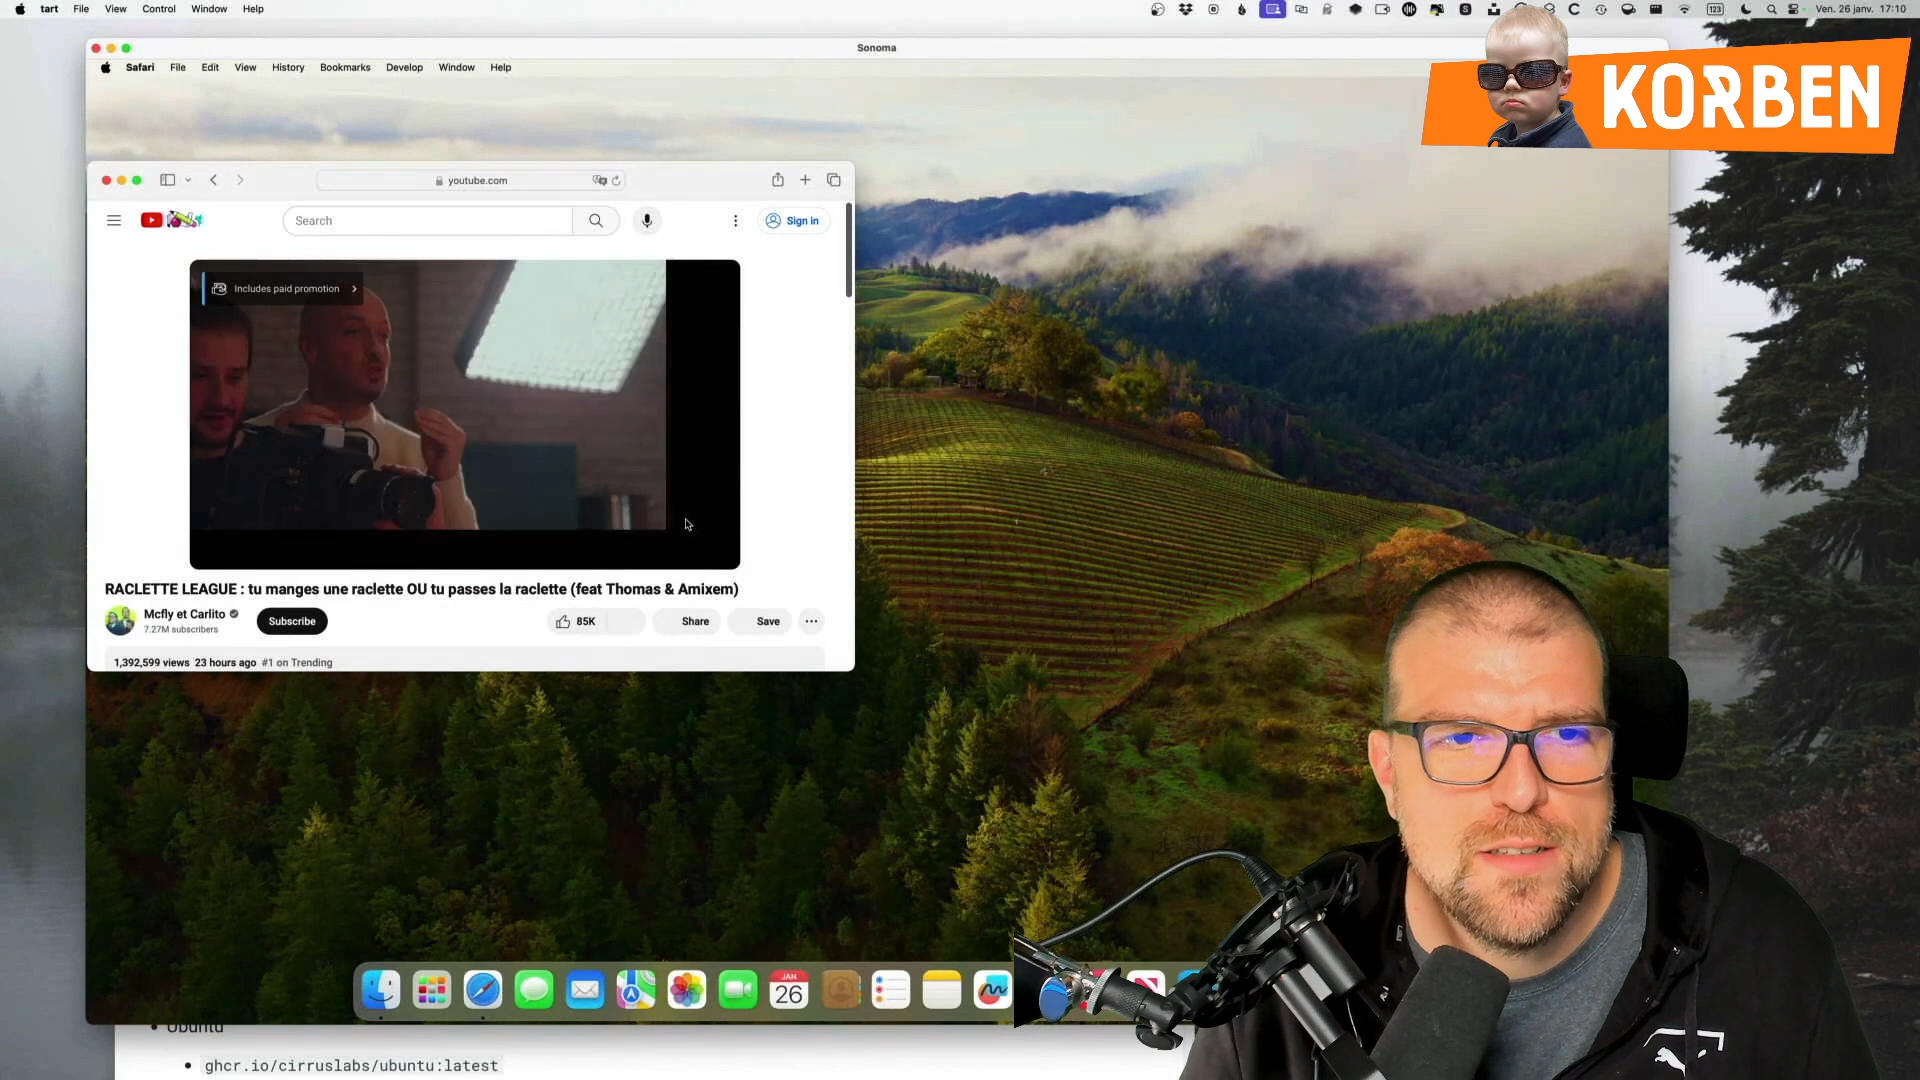 tart File View Control Window Help
123 Ven. 26 janv. 17:10
Sonoma
Safari File Edit View History Bookmarks Develop Window Help
KORBEN
youtube.com
Search
Sign in
Includes paid promotion
RACLETTE LEAGUE : tu manges une raclette OU tu passes la raclette (feat Thomas & Amixem)
Mcfly et Carlito
7.27M subscribers
Subscribe
85K
Share
Save
1,392,599 views 23 hours ago #1 on Trending
JAN
26
Ubuntu
ghcr.io/cirruslabs/ubuntu:latest